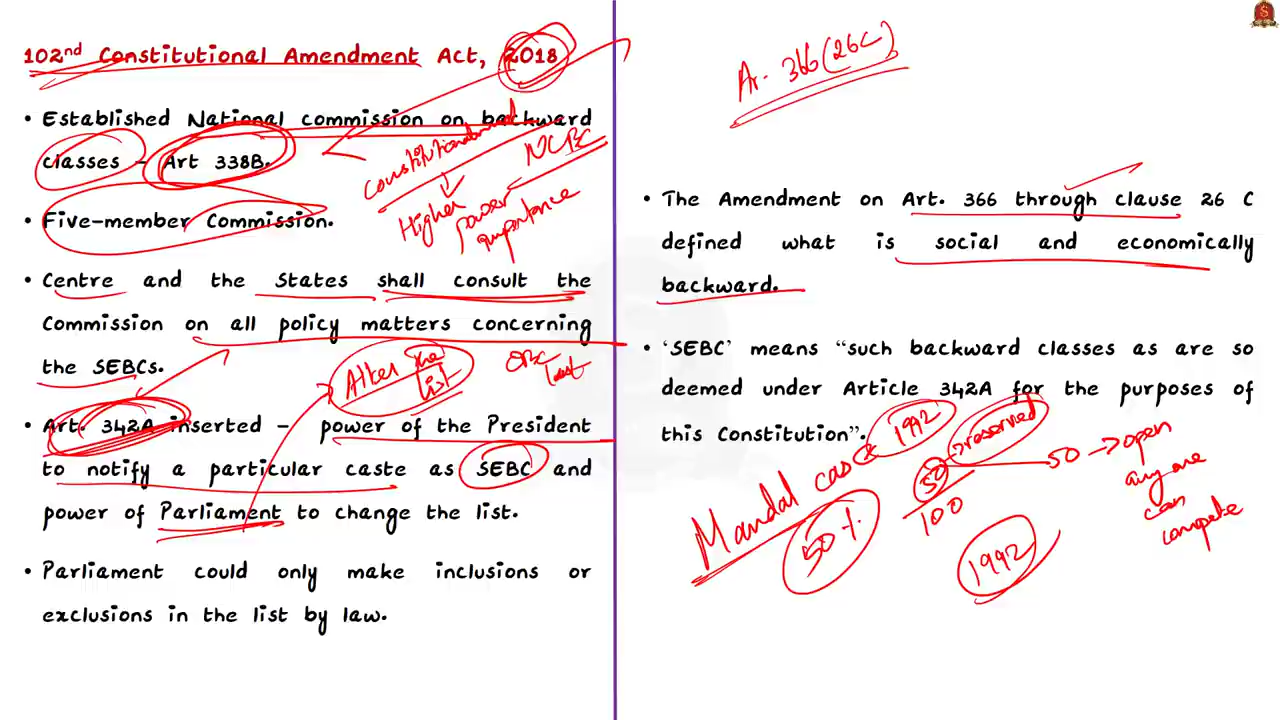 102nd Constitutional Amendment Act, 2018
• Established National commission on backward
classes - Art 338B.
• Five-member Commission.
• Centre and the States shall consult the
Commission on all policy matters concerning
the SEBCs.
• Art. 342A inserted - power of the President
to notify a particular caste as SEBC and
power of Parliament to change the list.
• Parliament could only make inclusions or
exclusions in the list by law.
NCBC
Higher
power
importance
Alter the
list
OBC
list
Ar. 366(26C)
• The Amendment on Art. 366 through clause 26 C
defined what is social and economically
backward.
• 'SEBC' means "such backward classes as are so
deemed under Article 342A for the purposes of
this Constitution".
Mandal case 1992
50%
50 → reserved
100
50 → open
any one
can
compete
1992